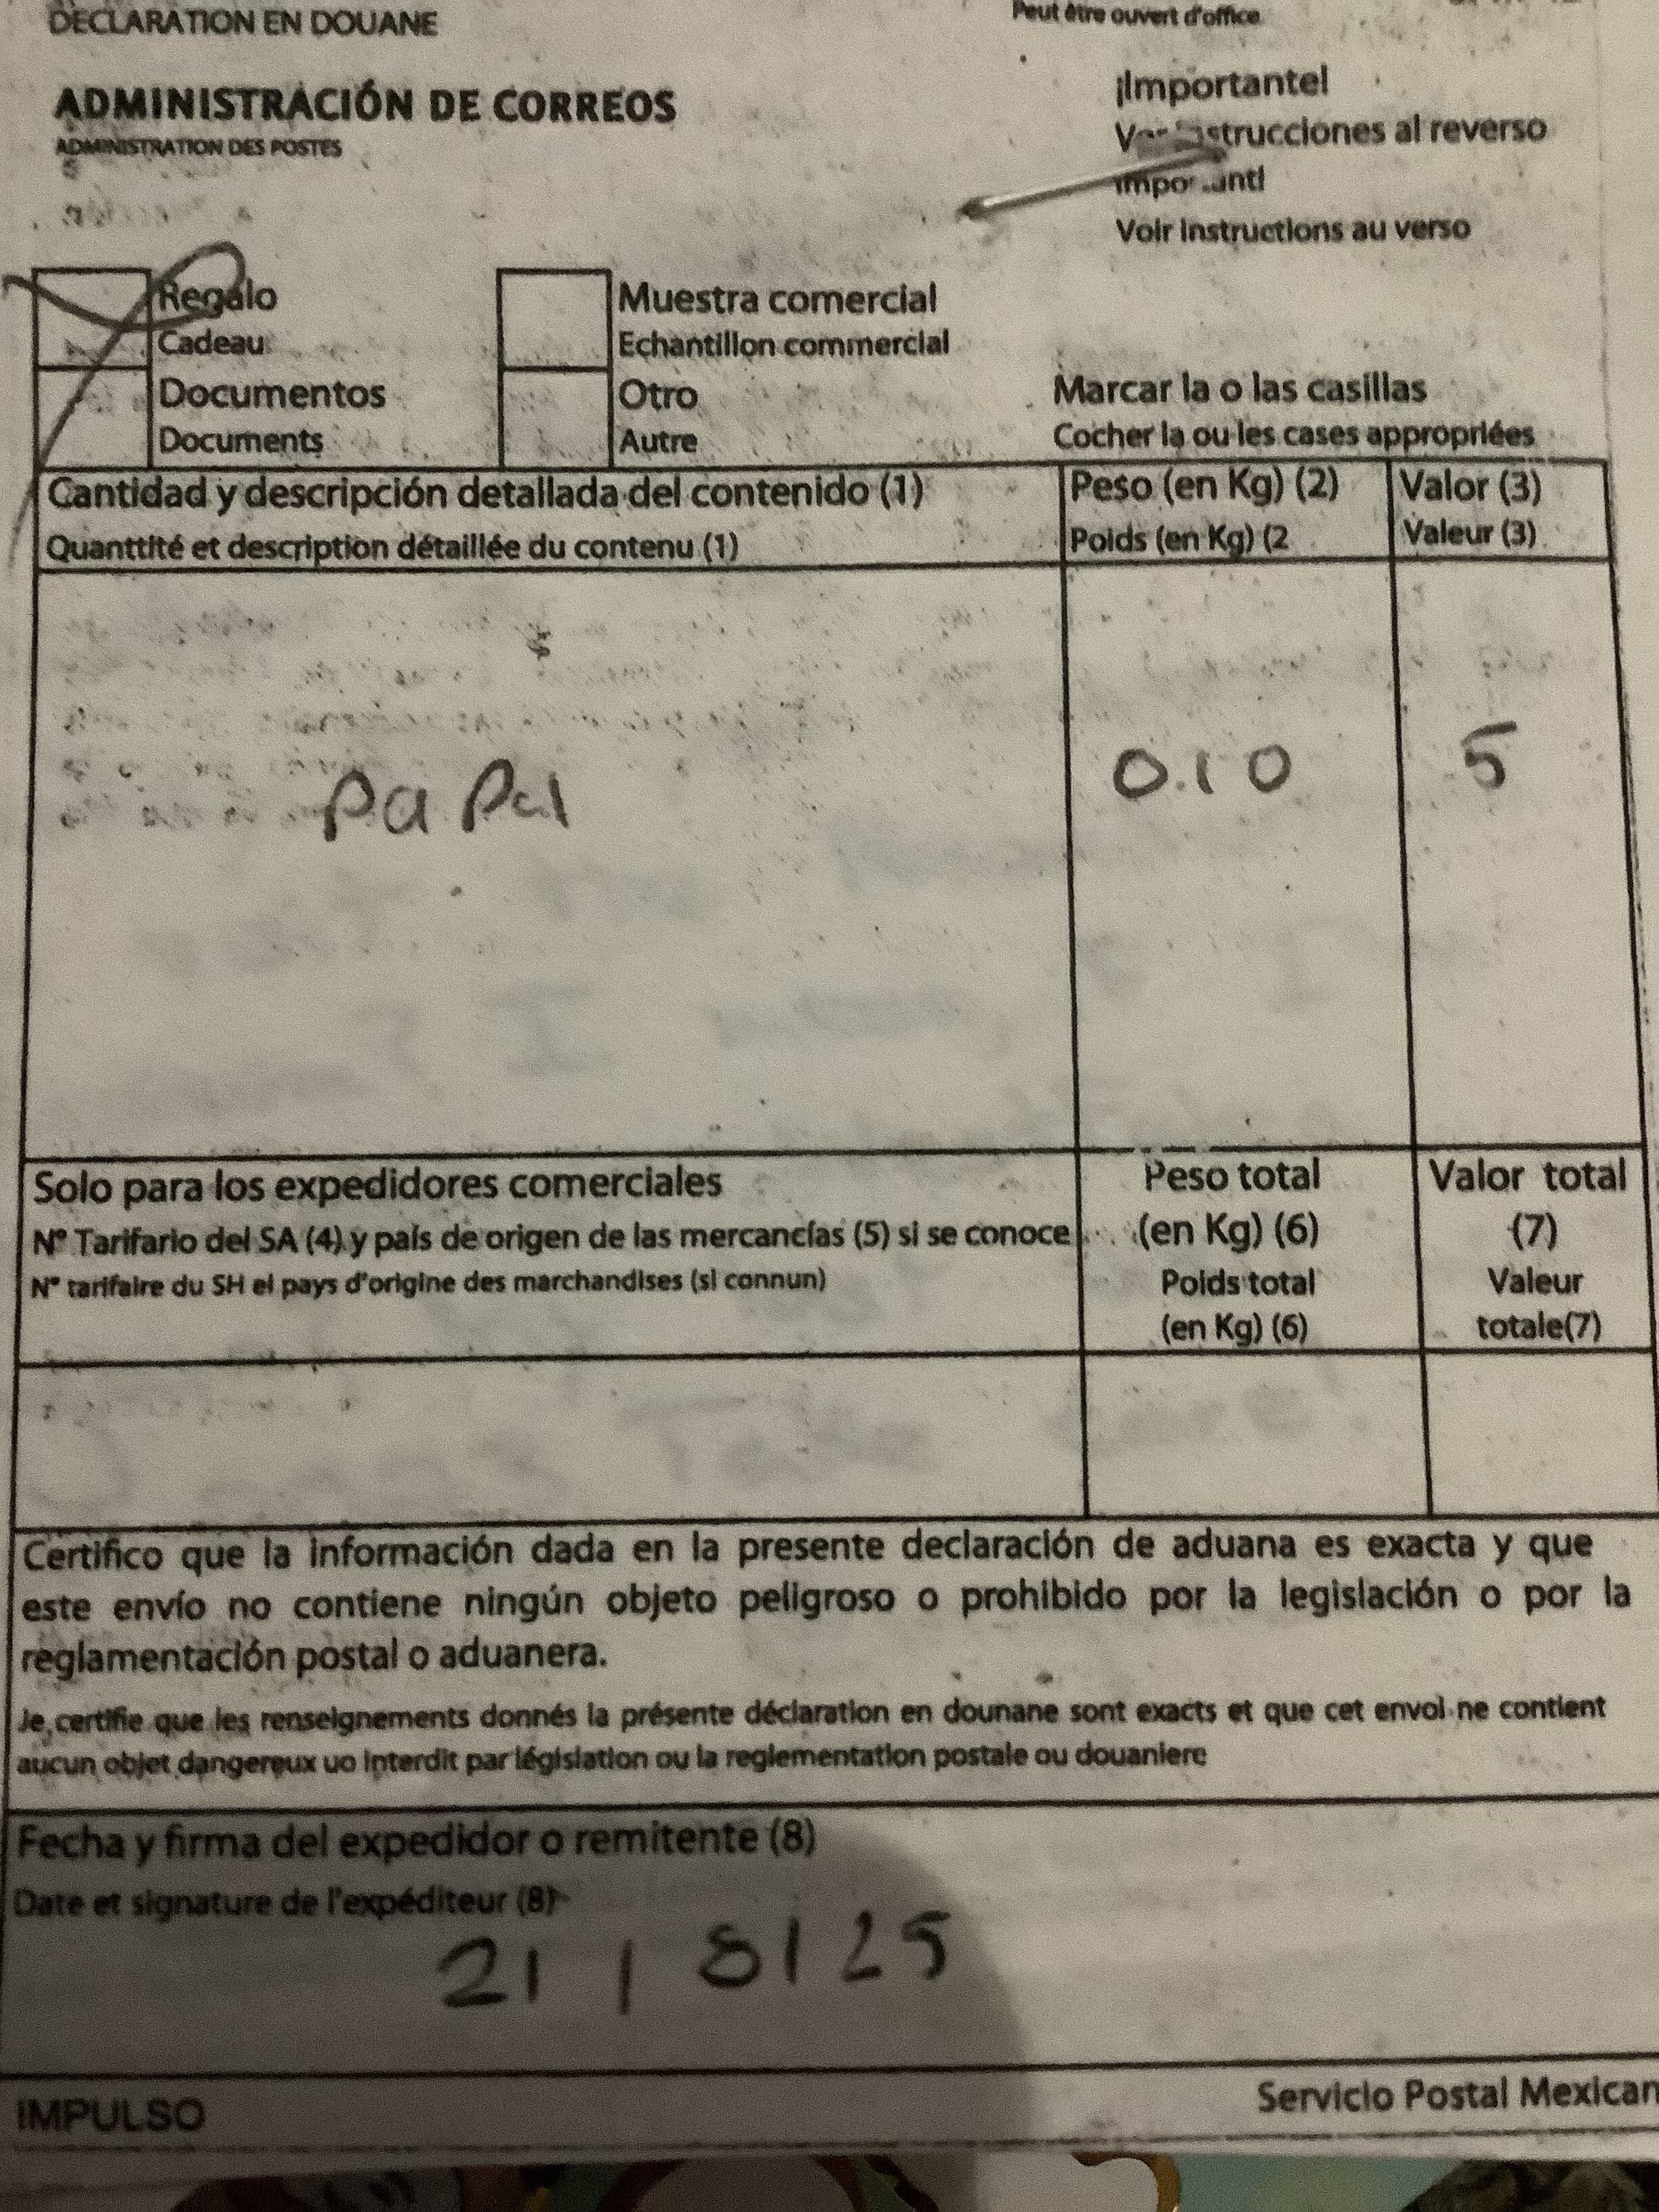 DECLARATION EN DOUANE
Peut être ouvert d'office
ADMINISTRACIÓN DE CORREOS
ADMINISTRATION DES POSTES
¡Importante!
Ver instrucciones al reverso
Voir instructions au verso
Regalo
Cadeau
Muestra comercial
Echantillon commercial
Documentos
Documents
Otro
Autre
Marcar la o las casillas
Cocher la ou les cases appropriées
Cantidad y descripción detallada del contenido (1)
Quanttité et description détaillée du contenu (1)
Peso (en Kg) (2)
Poids (en Kg) (2
Valor (3)
Valeur (3)
0.10
5
Solo para los expedidores comerciales
N° Tarifario del SA (4) y país de origen de las mercancías (5) si se conoce
N° tarifaire du SH el pays d'origine des marchandises (si connun)
Peso total
(en Kg) (6)
Poids total
(en Kg) (6)
Valor total
(7)
Valeur
totale(7)
Certifico que la información dada en la presente declaración de aduana es exacta y que
este envío no contiene ningún objeto peligroso o prohibido por la legislación o por la
reglamentación postal o aduanera.
Je certifie que les renseignements donnés la présente déclaration en dounane sont exacts et que cet envoi ne contient
aucun objet dangereux uo interdit par législation ou la reglementation postale ou douaniere
Fecha y firma del expedidor o remitente (8)
Date et signature de l'expéditeur (8)
21 / 8/25
IMPULSO
Servicio Postal Mexican